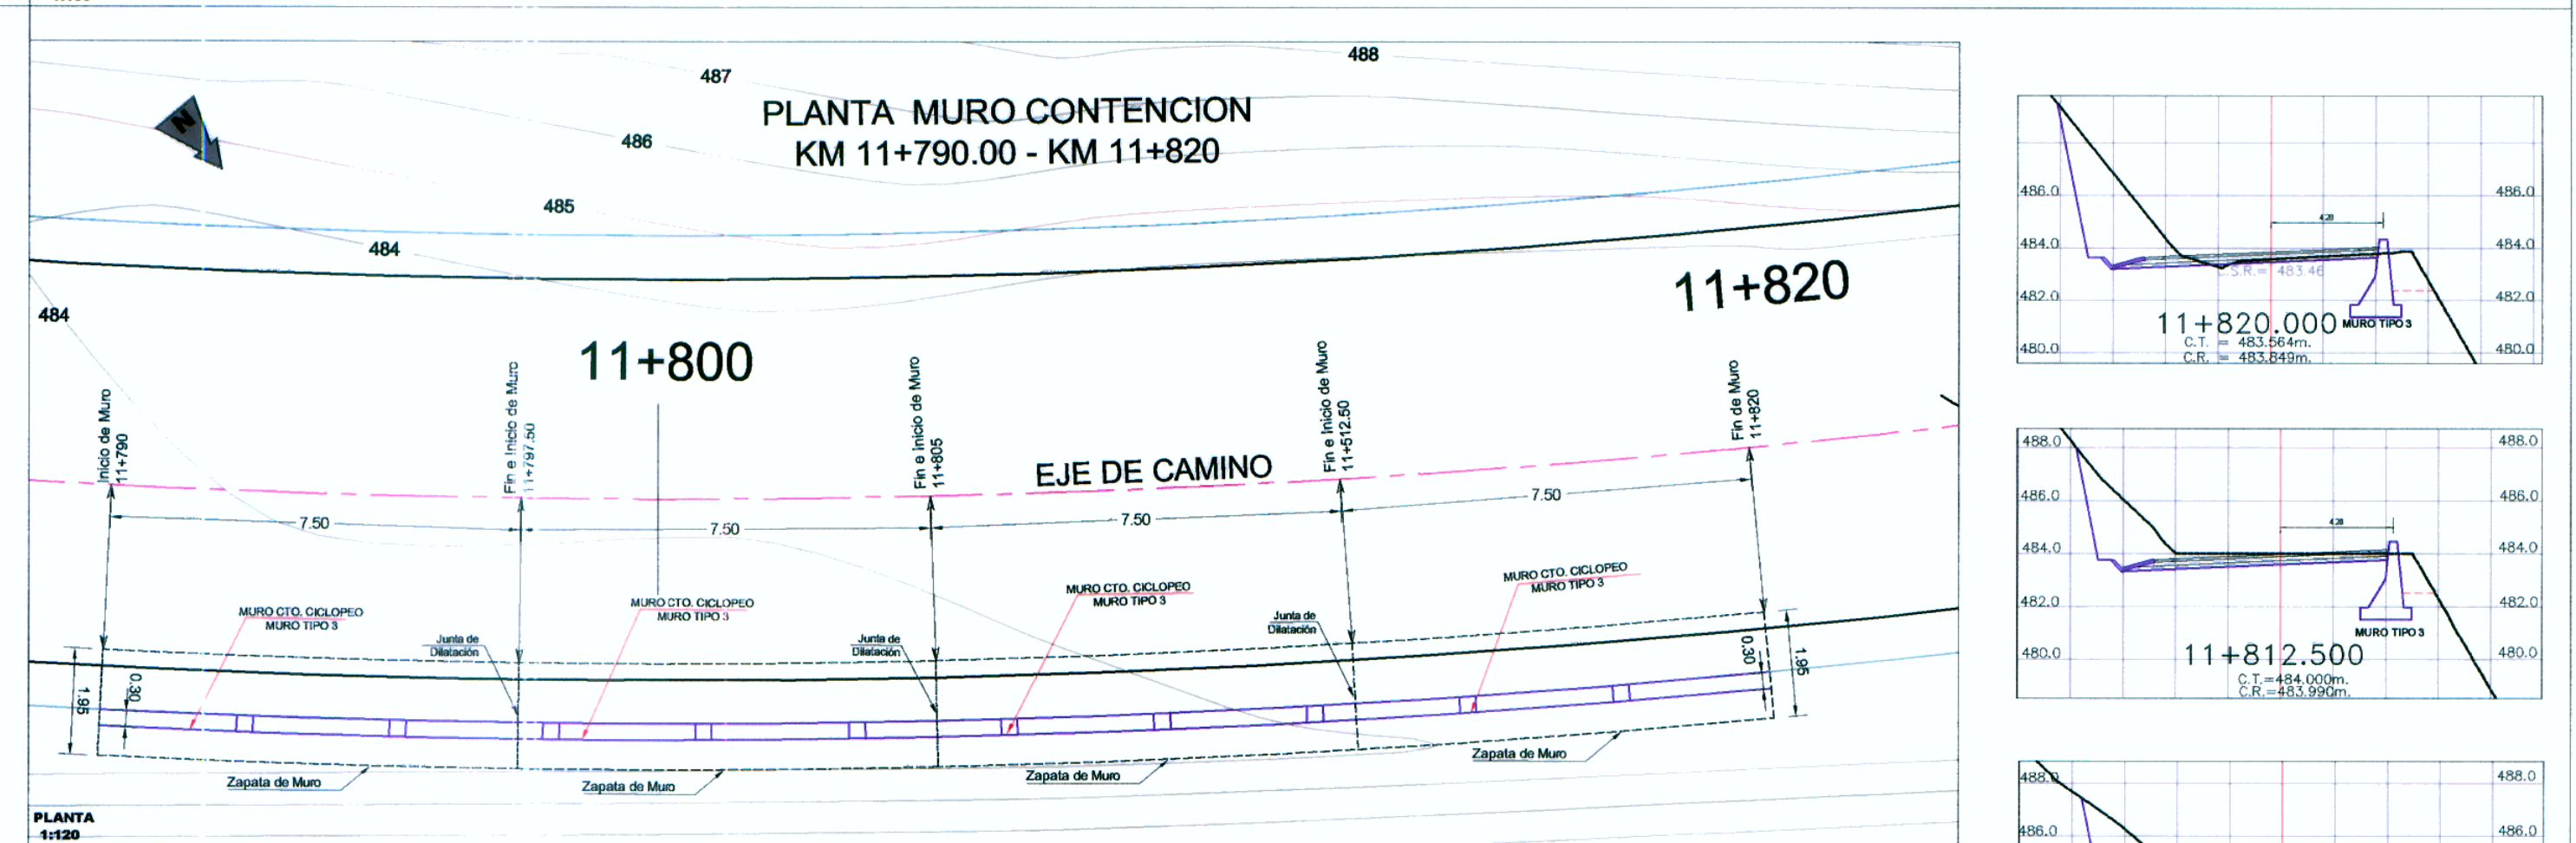 488
487
N
PLANTA MURO CONTENCION
KM 11+790.00 - KM 11+820
486
485
484
484
11+820
11+800
Inicio de Muro
11+790
Fin e Inicio de Muro
11+797.50
Fin e Inicio de Muro
11+805
Fin e Inicio de Muro
11+512.50
Fin de Muro
11+820
EJE DE CAMINO
7.50
7.50
7.50
7.50
MURO CTO. CICLOPEO
MURO TIPO 3
MURO CTO. CICLOPEO
MURO TIPO 3
MURO CTO. CICLOPEO
MURO TIPO 3
MURO CTO. CICLOPEO
MURO TIPO 3
Junta de
Dilatación
Junta de
Dilatación
Junta de
Dilatación
1.95
0.30
0.30
1.95
Zapata de Muro
Zapata de Muro
Zapata de Muro
Zapata de Muro
PLANTA
1:120
486.0
486.0
4.20
484.0
484.0
C.S.R.= 483.46
482.0
482.0
11+820.000
MURO TIPO 3
C.T. = 483.564m.
480.0
480.0
C.R. = 483.849m.
488.0
488.0
486.0
486.0
4.20
484.0
484.0
482.0
482.0
MURO TIPO 3
11+812.500
480.0
480.0
C.T.=484.000m.
C.R.=483.990m.
488.0
488.0
486.0
486.0